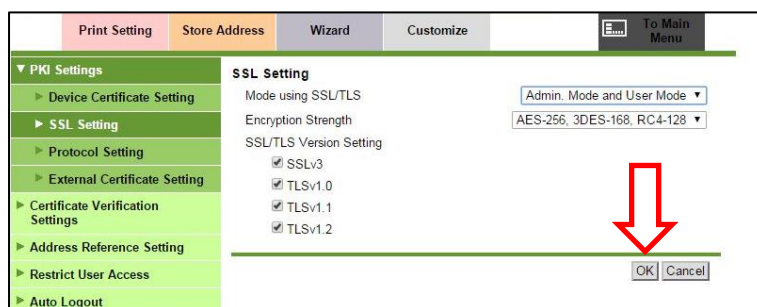 Print Setting
Store Address
Wizard
Customize
To Main
Menu
▼ PKI Settings
► Device Certificate Setting
► SSL Setting
► Protocol Setting
► External Certificate Setting
► Certificate Verification
Settings
► Address Reference Setting
► Restrict User Access
► Auto Logout
SSL Setting
Mode using SSL/TLS
Admin. Mode and User Mode ▼
Encryption Strength
AES-256, 3DES-168, RC4-128 ▼
SSL/TLS Version Setting
SSLv3
TLSv1.0
TLSv1.1
TLSv1.2
OK
Cancel